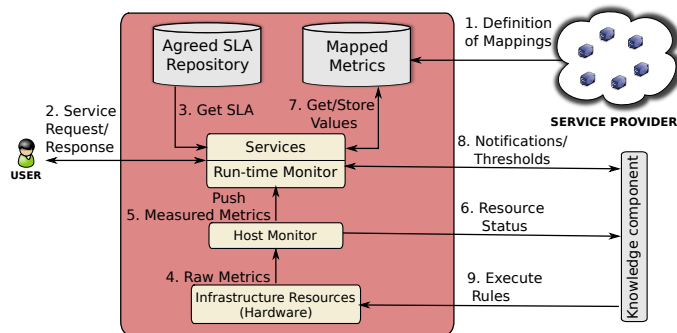 Agreed SLA
Repository
Mapped
Metrics
1. Definition
of Mappings
SERVICE PROVIDER
2. Service
Request/
Response
USER
3. Get SLA
7. Get/Store
Values
Services
Run-time Monitor
8. Notifications/
Thresholds
Push
5. Measured Metrics
Host Monitor
6. Resource
Status
Knowledge component
4. Raw Metrics
Infrastructure Resources
(Hardware)
9. Execute
Rules